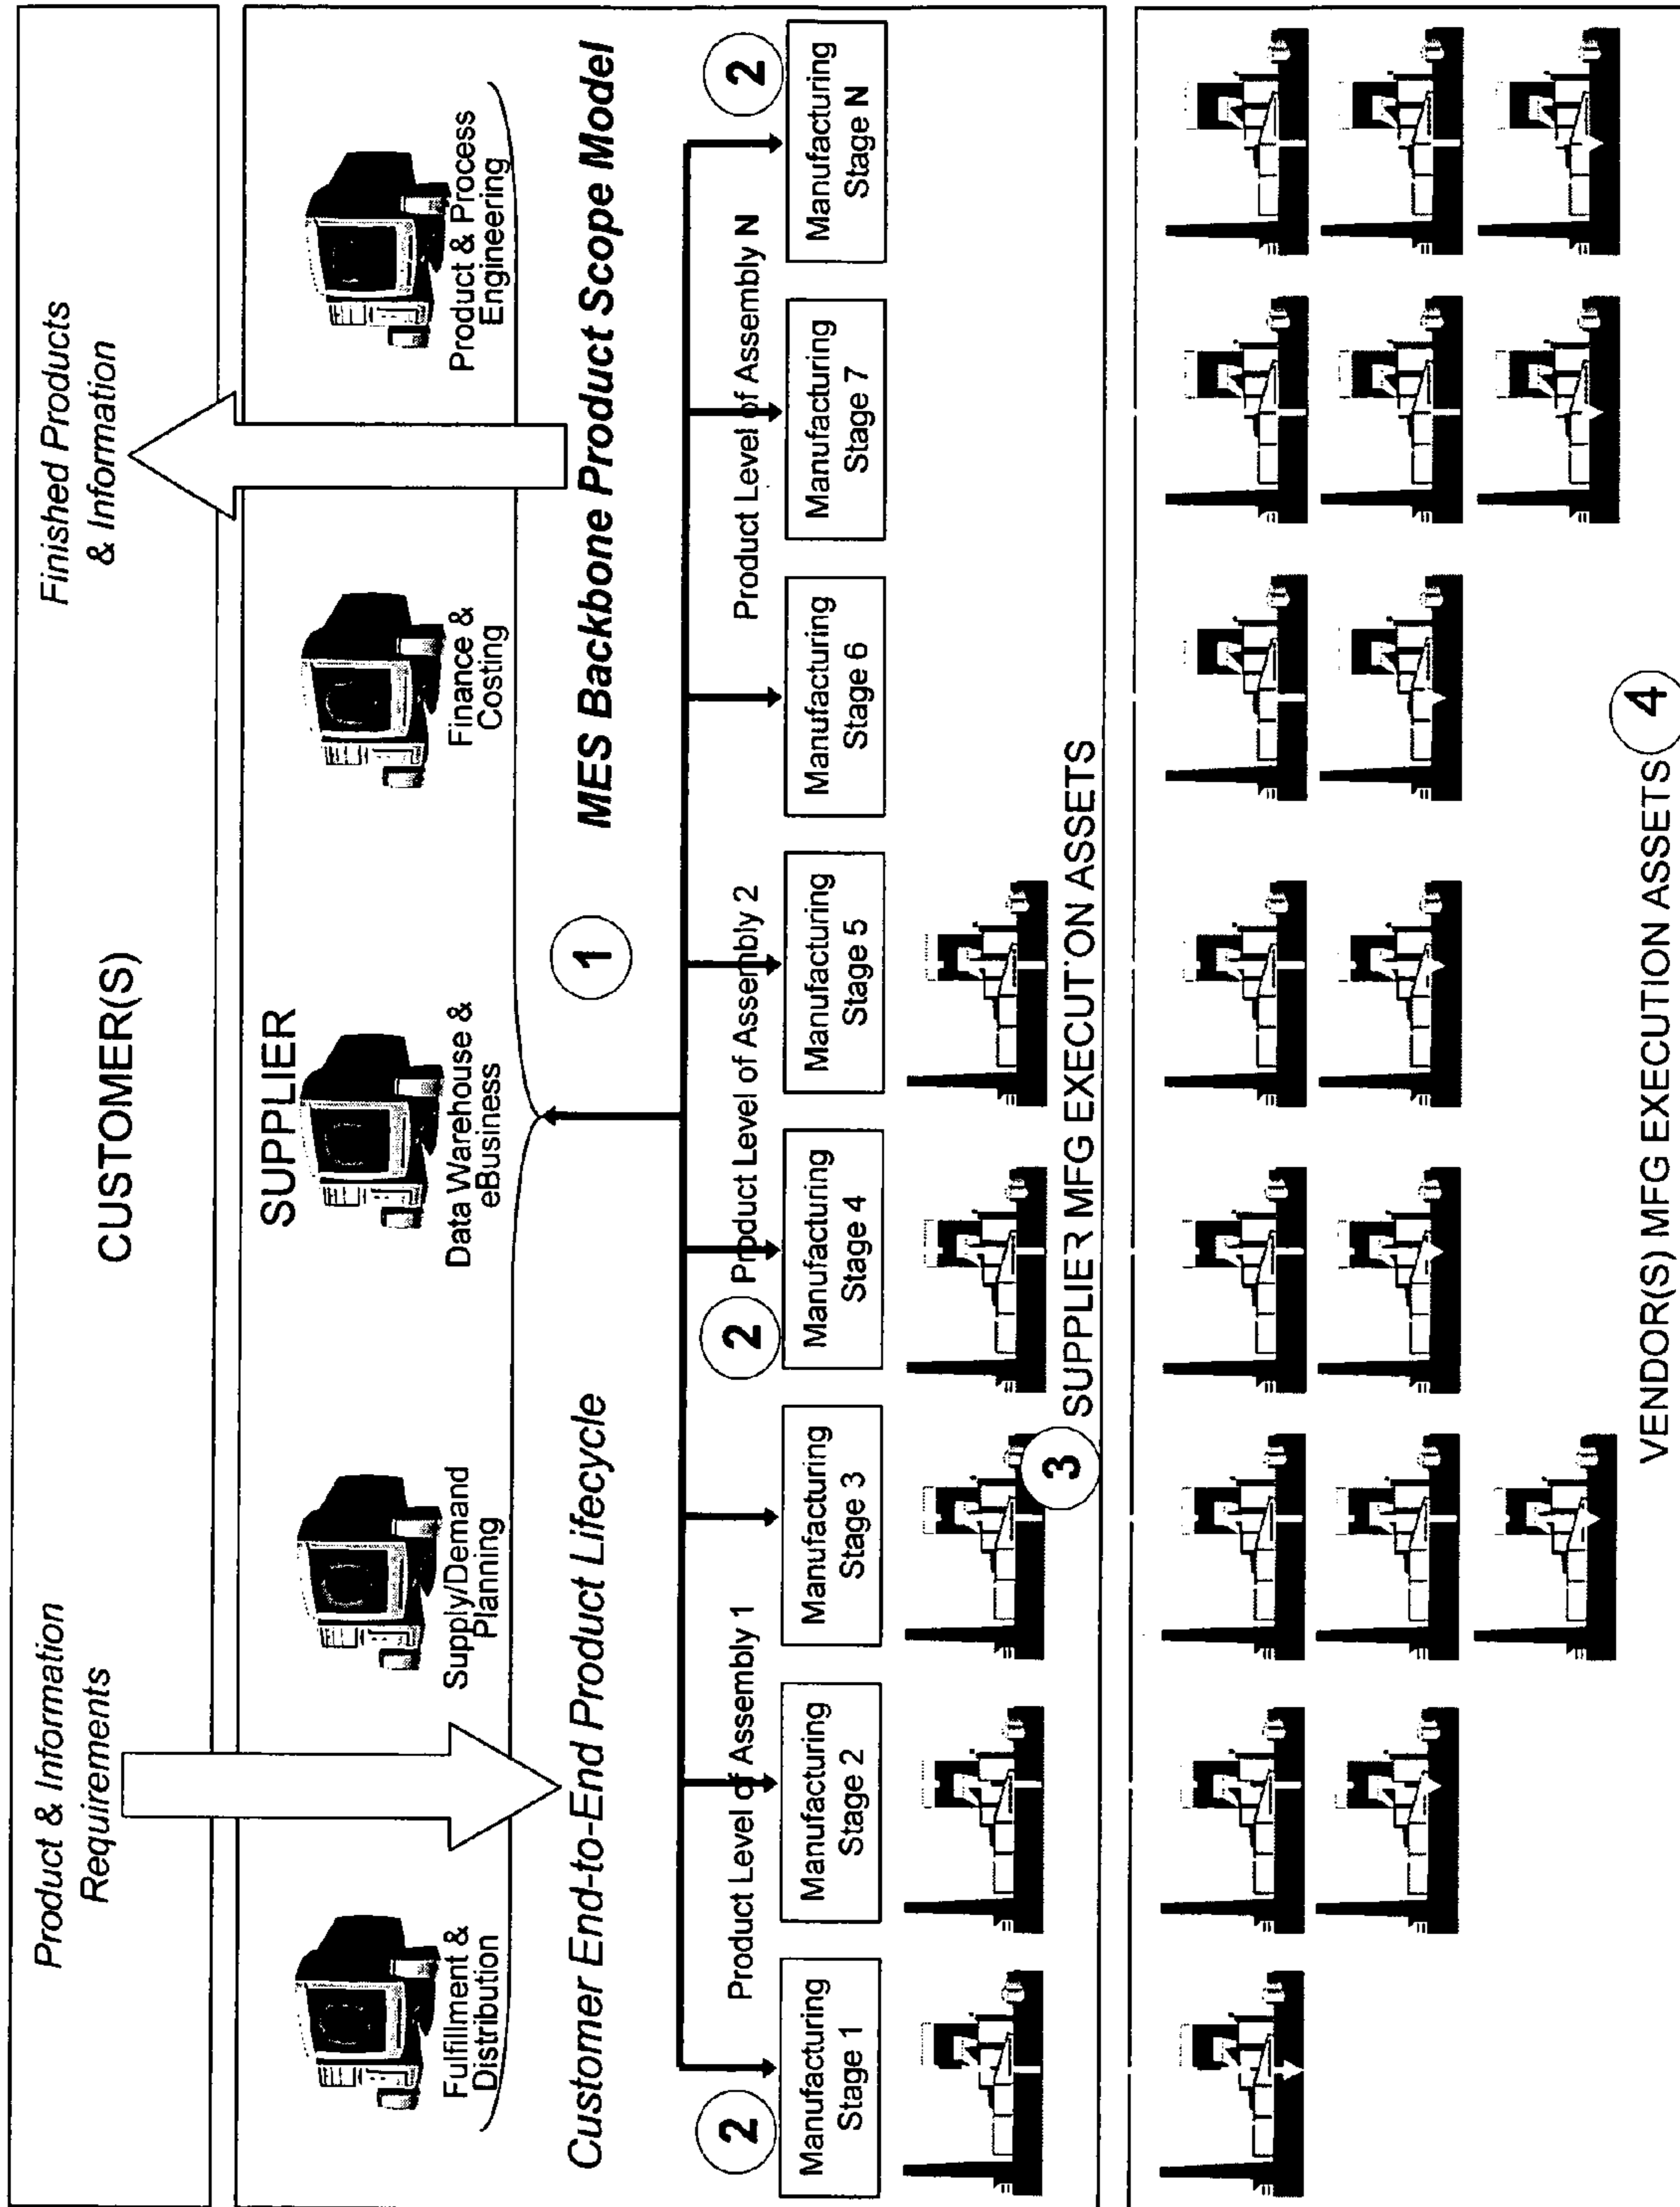 CUSTOMER(S)
Product & Information
Requirements
Finished Products
& Information
SUPPLIER
Fulfillment &
Distribution
Supply/Demand
Planning
Data Warehouse &
eBusiness
Finance &
Costing
Product & Process
Engineering
Customer End-to-End Product Lifecycle
1
MES Backbone Product Scope Model
Product Level of Assembly 1
Product Level of Assembly 2
Product Level of Assembly N
2
2
2
Manufacturing
Stage 1
Manufacturing
Stage 2
Manufacturing
Stage 3
Manufacturing
Stage 4
Manufacturing
Stage 5
Manufacturing
Stage 6
Manufacturing
Stage 7
Manufacturing
Stage N
3
SUPPLIER MFG EXECUTION ASSETS
VENDOR(S) MFG EXECUTION ASSETS
4